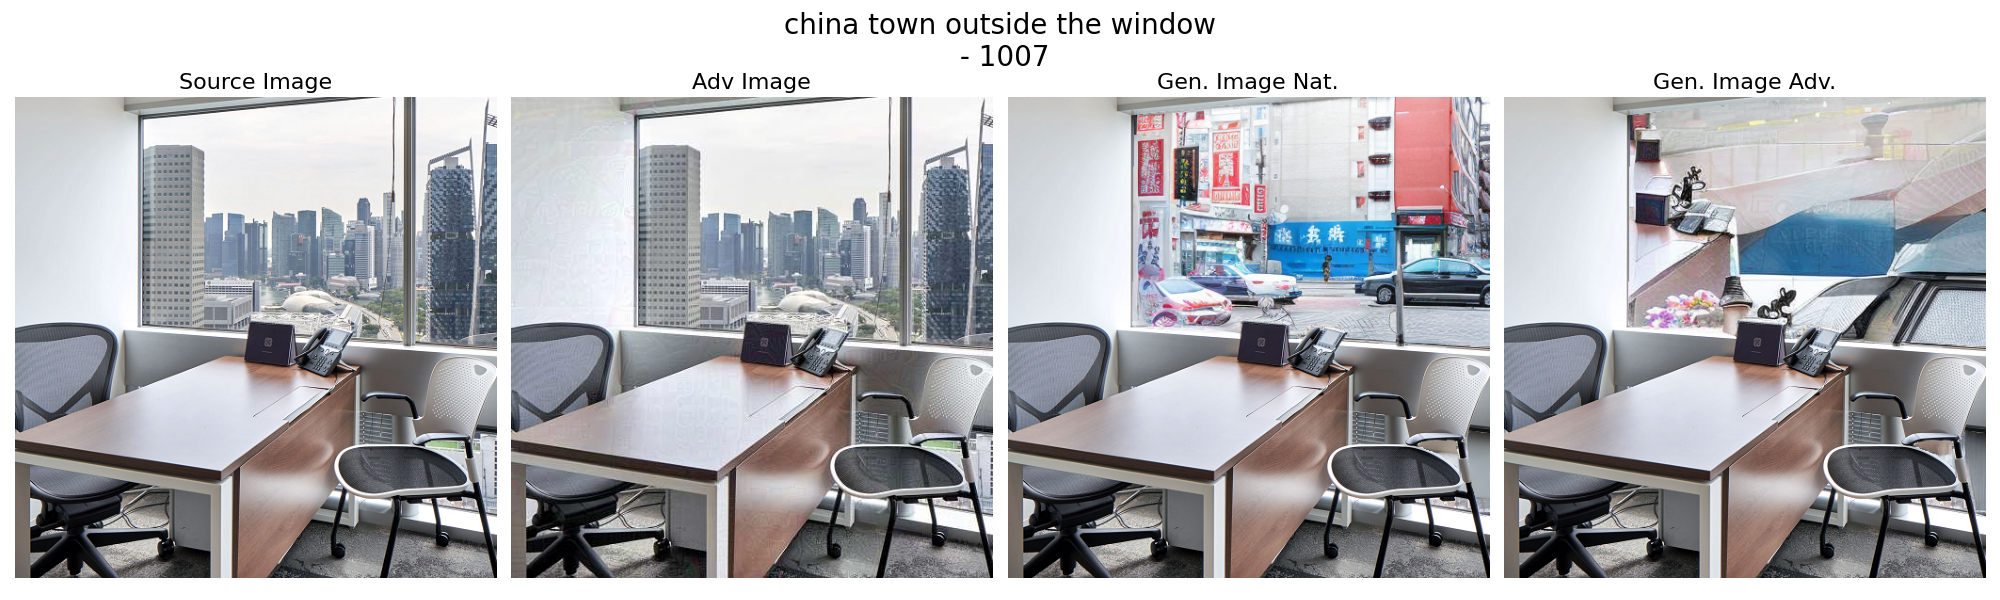 china town outside the window
- 1007
Source Image
Adv Image
Gen. Image Nat.
Gen. Image Adv.